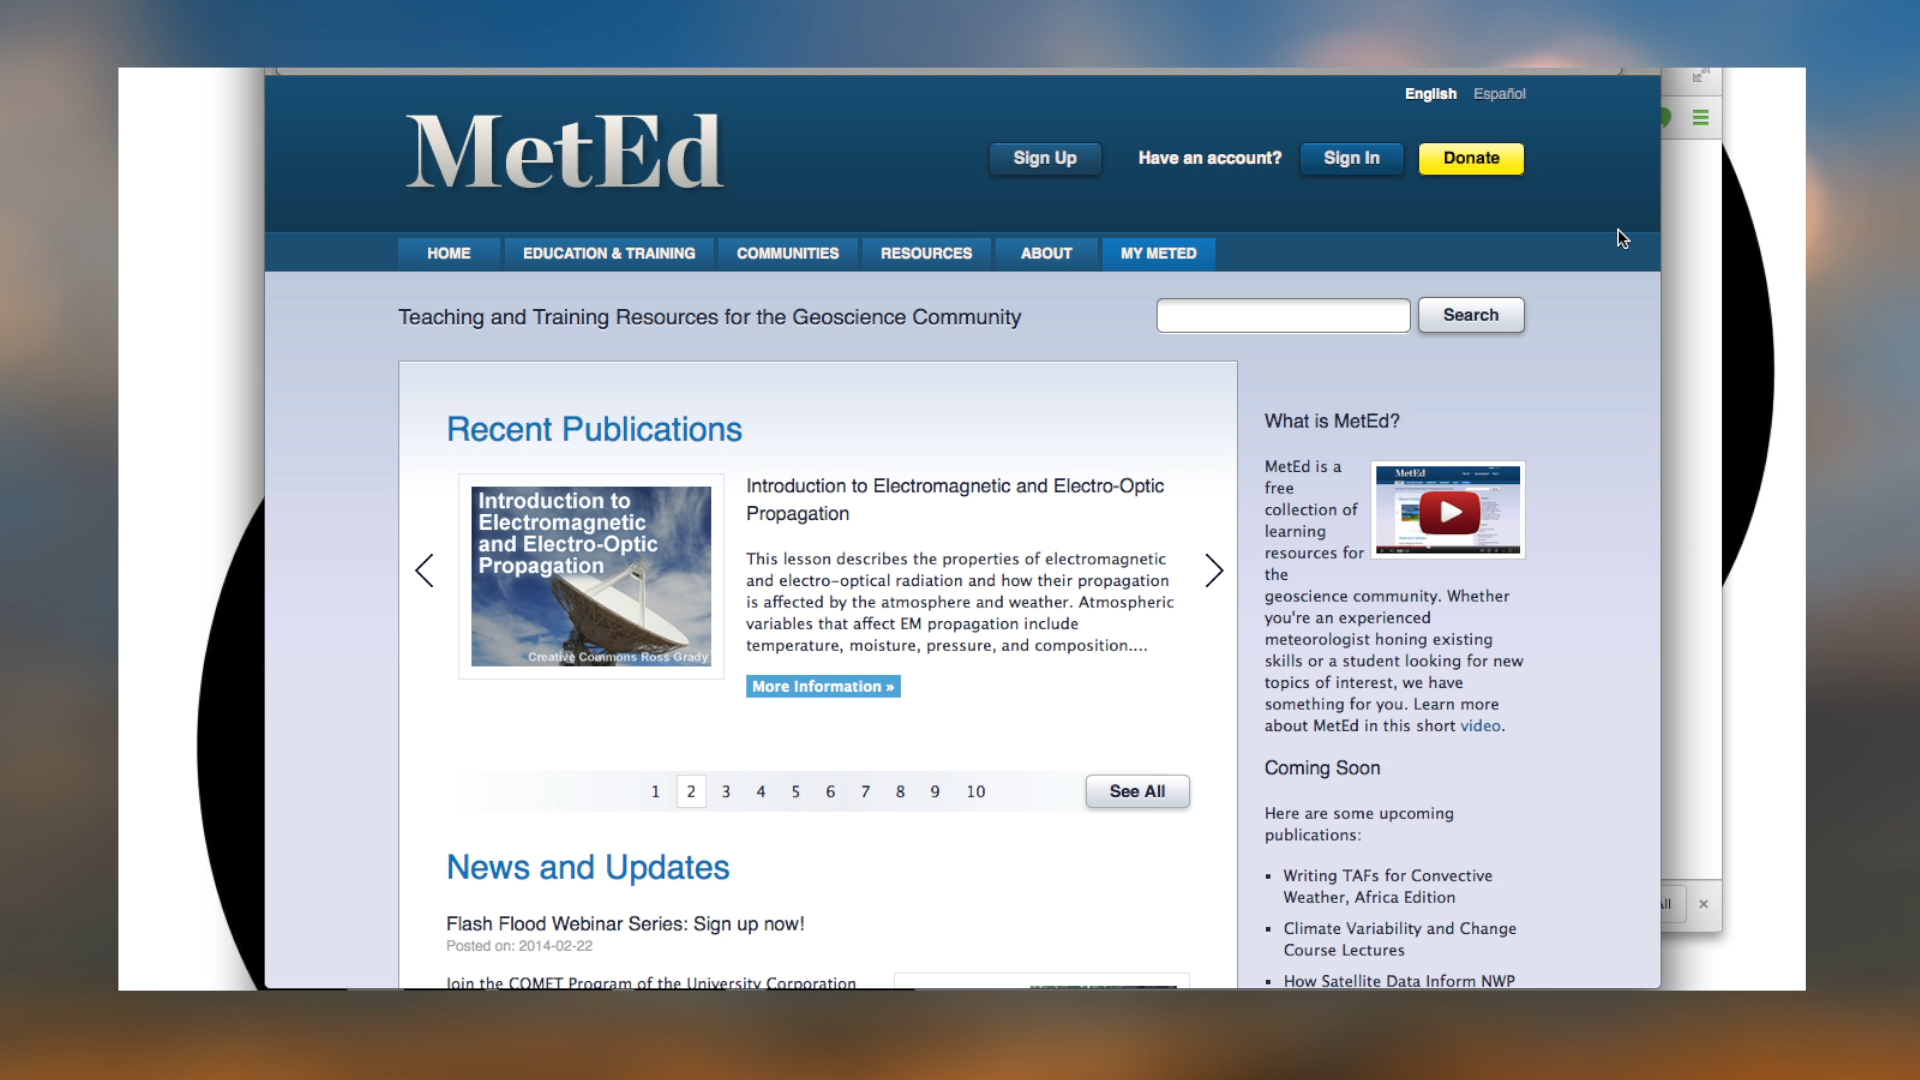 English Español
MetEd
Sign Up Have an account? Sign In Donate
HOME EDUCATION & TRAINING COMMUNITIES RESOURCES ABOUT MY METED
Teaching and Training Resources for the Geoscience Community
Search
Recent Publications
Introduction to
Electromagnetic
and Electro-Optic
Propagation
Creative Commons Ross Grady
Introduction to Electromagnetic and Electro-Optic
Propagation
This lesson describes the properties of electromagnetic
and electro-optical radiation and how their propagation
is affected by the atmosphere and weather. Atmospheric
variables that affect EM propagation include
temperature, moisture, pressure, and composition....
More Information »
1 2 3 4 5 6 7 8 9 10
See All
News and Updates
Flash Flood Webinar Series: Sign up now!
Posted on: 2014-02-22
Join the COMET Program of the University Corporation
What is MetEd?
MetEd is a
free
collection of
learning
resources for
the
geoscience community. Whether
you're an experienced
meteorologist honing existing
skills or a student looking for new
topics of interest, we have
something for you. Learn more
about MetEd in this short video.
MetEd
Coming Soon
Here are some upcoming
publications:
▪ Writing TAFs for Convective
Weather, Africa Edition
▪ Climate Variability and Change
Course Lectures
▪ How Satellite Data Inform NWP